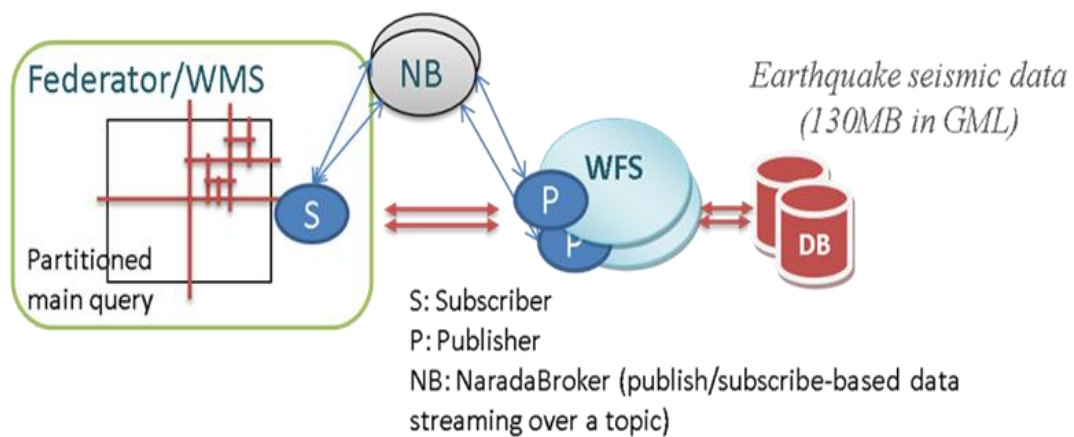 Federator/WMS
NB
Earthquake seismic data
(130MB in GML)
WFS
P
S
P
DB
Partitioned
main query
S: Subscriber
P: Publisher
NB: NaradaBroker (publish/subscribe-based data
streaming over a topic)